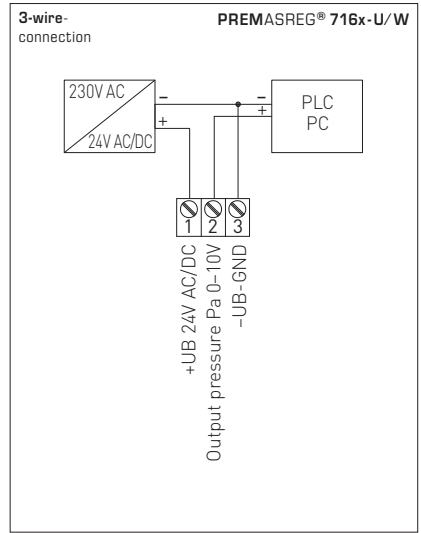 3-wire-
connection
PREMASREG® 716x-U/W
230V AC
24V AC/DC
–
+
–
+
PLC
PC
1
2
3
+UB 24V AC/DC
Output pressure Pa 0–10V
–UB-GND